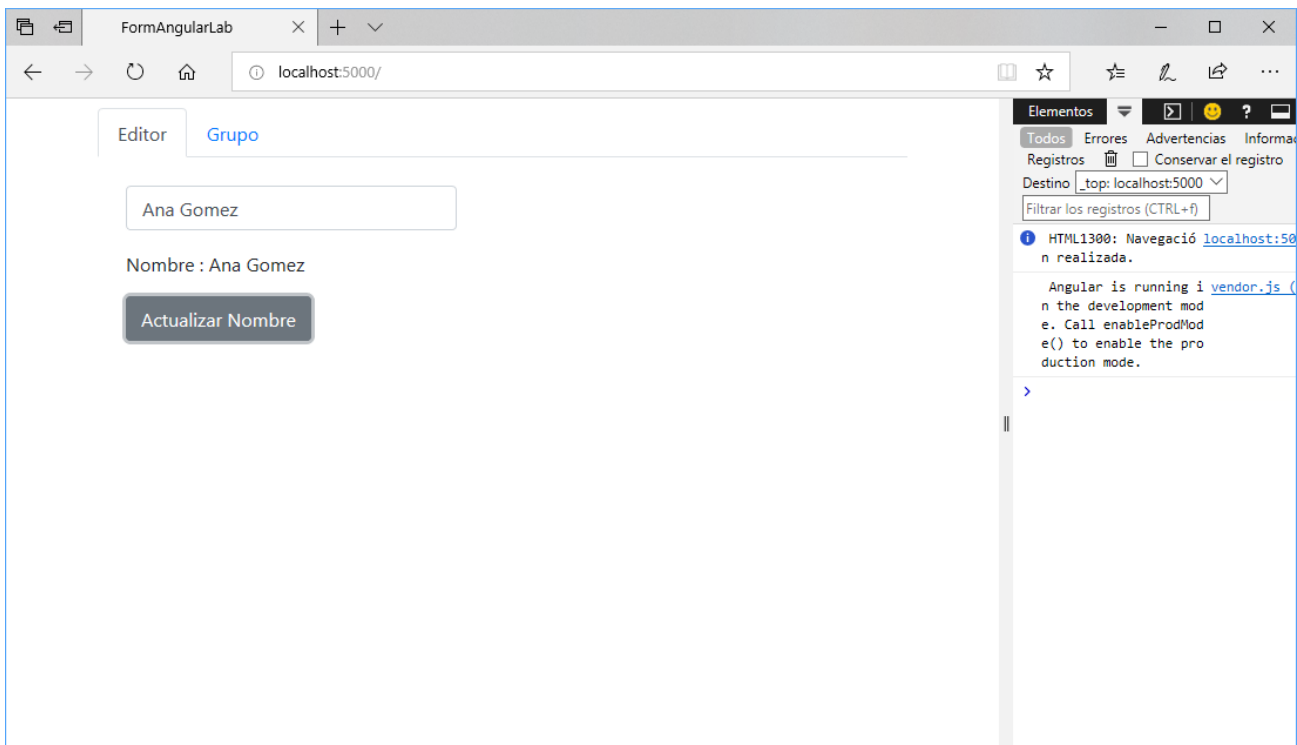 FormAngularLab
localhost:5000/
Editor
Grupo
Ana Gomez
Nombre : Ana Gomez
Actualizar Nombre
Elementos
?
Todos Errores Advertencias Informa
Registros Conservar el registro
Destino _top: localhost:5000
Filtrar los registros (CTRL+f)
HTML1300: Navegació localhost:50
n realizada.
Angular is running i vendor.js (
n the development mod
e. Call enableProdMod
e() to enable the pro
duction mode.
>